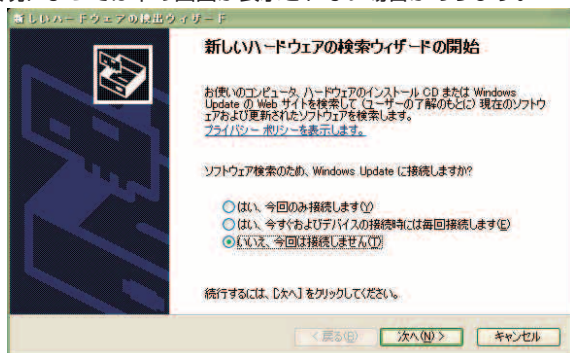 新しいハードウェアの検出ウィザード
新しいハードウェアの検索ウィザードの開始
お使いのコンピュータ、ハードウェアのインストール CD または Windows
Update の Web サイトを検索して (ユーザーの了解のもとに) 現在のソフトウ
ェアおよび更新されたソフトウェアを検索します。
プライバシー ポリシーを表示します。
ソフトウェア検索のため、Windows Update に接続しますか?
はい、今回のみ接続します(Y)
はい、今すぐおよびデバイスの接続時には毎回接続します(E)
いいえ、今回は接続しません(T)
続行するには、[次へ] をクリックしてください。
< 戻る(B)
次へ(N) >
キャンセル